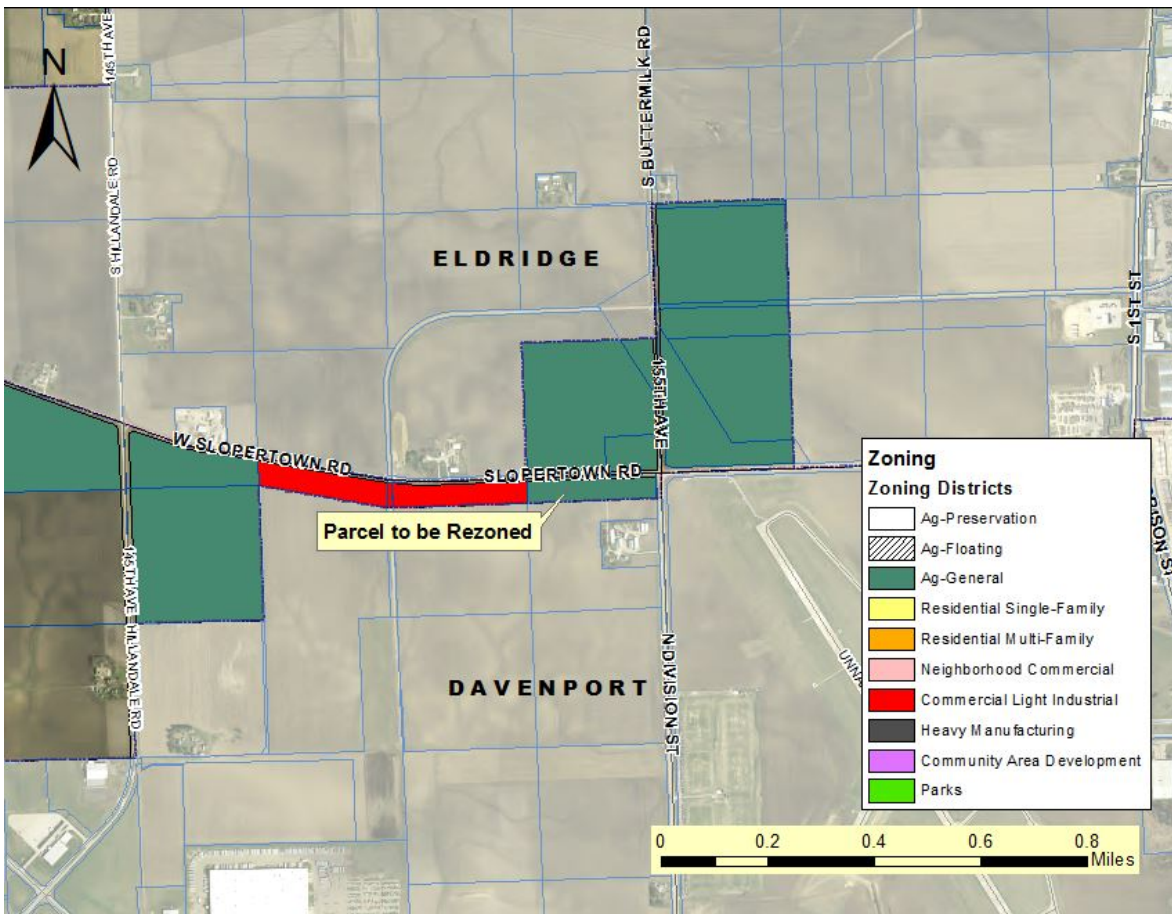 145TH AVE
N
S BUTTERMILK RD
S HILLANDALE RD
ELDRIDGE
S 1ST ST
155TH AVE
W SLOPERTOWN RD
SLOPERTOWN RD
Parcel to be Rezoned
145TH AVE HILLANDALE RD
DAVENPORT
N DIVISION ST
Zoning
Zoning Districts
Ag-Preservation
Ag-Floating
Ag-General
Residential Single-Family
Residential Multi-Family
Neighborhood Commercial
Commercial Light Industrial
Heavy Manufacturing
Community Area Development
Parks
0 0.2 0.4 0.6 0.8
Miles